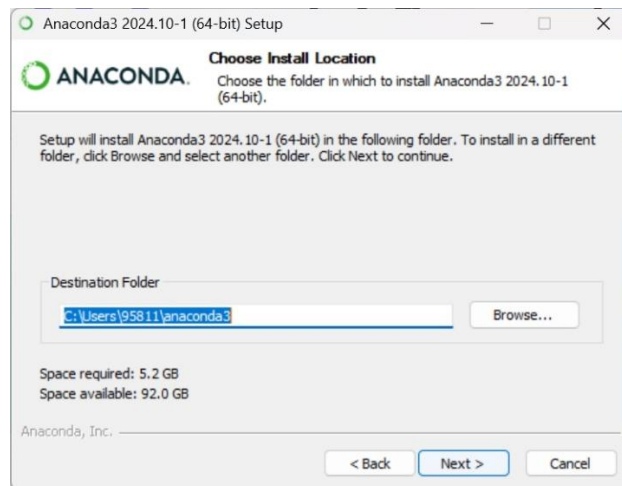 Anaconda3 2024.10-1 (64-bit) Setup
ANACONDA.
Choose Install Location
Choose the folder in which to install Anaconda3 2024.10-1
(64-bit).
Setup will install Anaconda3 2024.10-1 (64-bit) in the following folder. To install in a different
folder, click Browse and select another folder. Click Next to continue.
Destination Folder
C:\Users\95811\anaconda3
Browse...
Space required: 5.2 GB
Space available: 92.0 GB
Anaconda, Inc.
< Back
Next >
Cancel